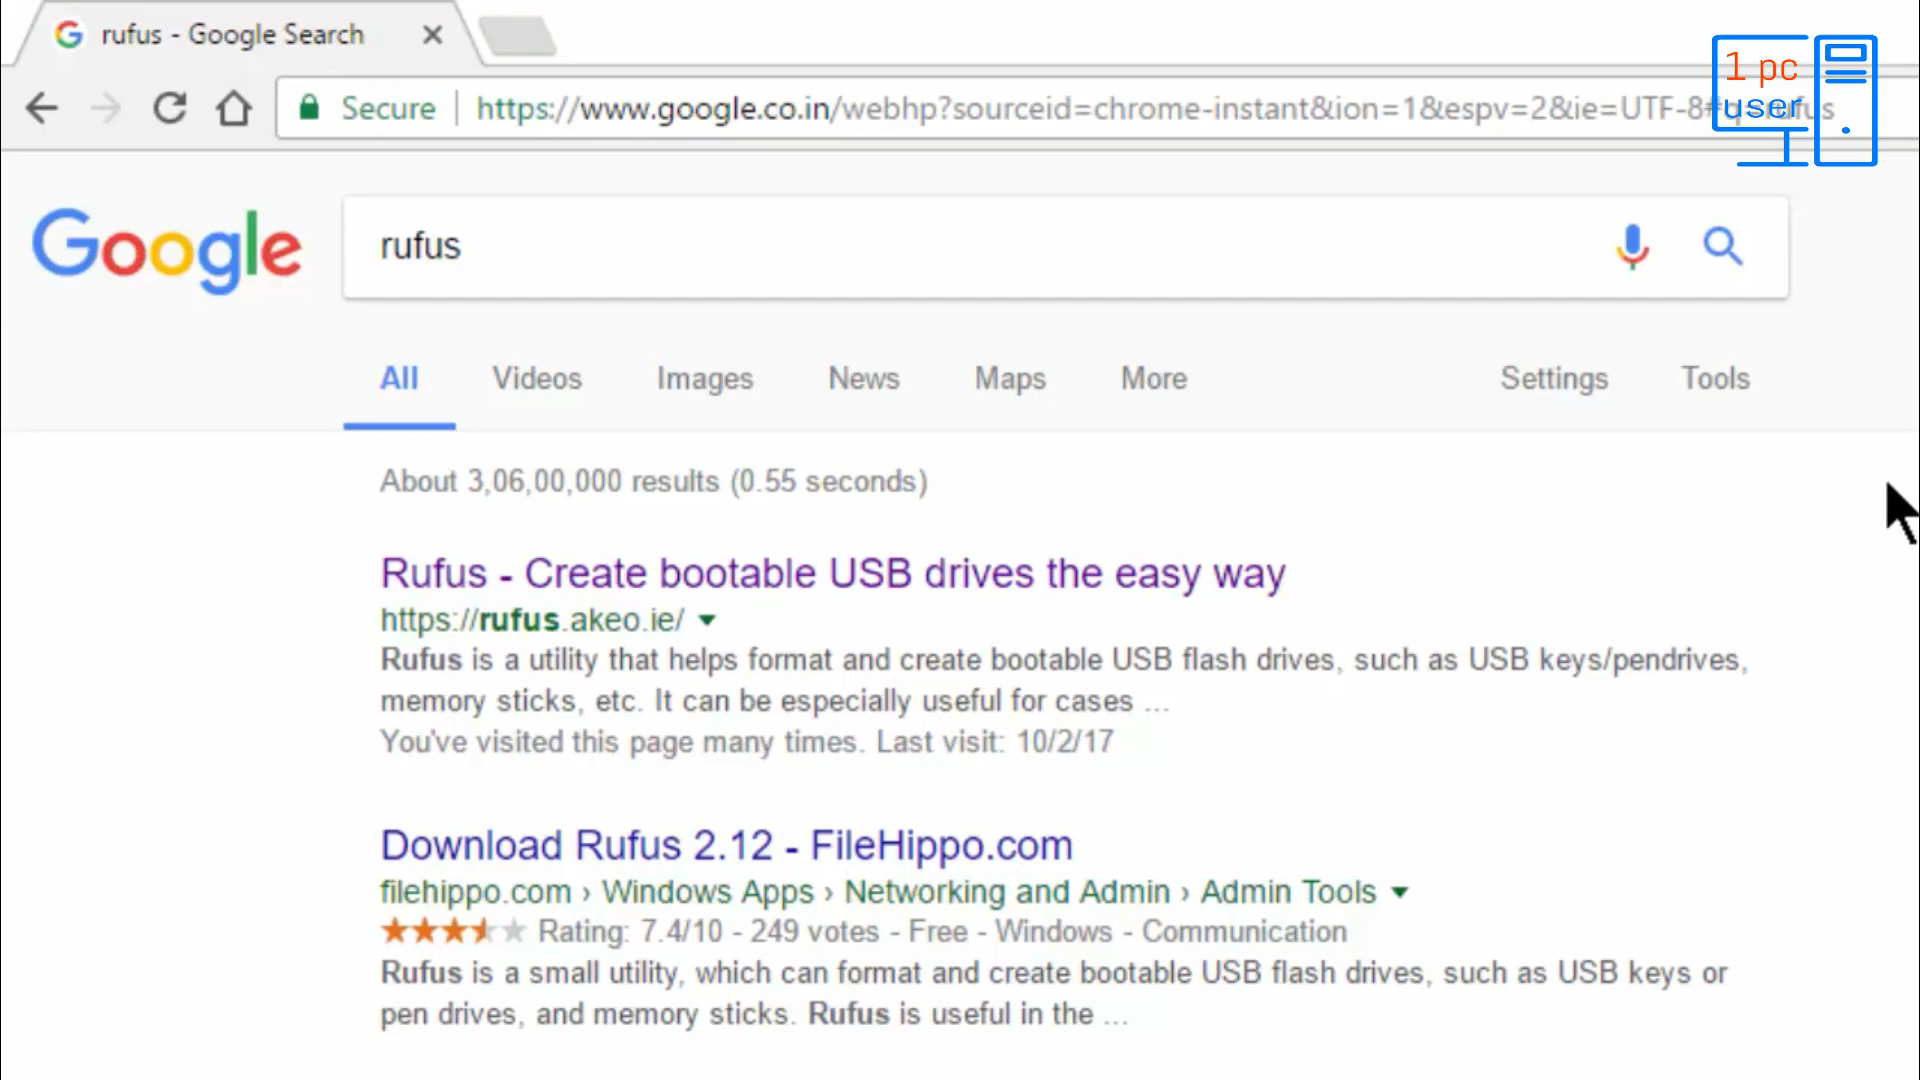 rufus - Google Search
1 pc
user
Secure
https://www.google.co.in/webhp?sourceid=chrome-instant&ion=1&espv=2&ie=UTF-8#q=rufus
Google
rufus
All Videos Images News Maps More Settings Tools
About 3,06,00,000 results (0.55 seconds)
Rufus - Create bootable USB drives the easy way
https://rufus.akeo.ie/
Rufus is a utility that helps format and create bootable USB flash drives, such as USB keys/pendrives,
memory sticks, etc. It can be especially useful for cases ...
You've visited this page many times. Last visit: 10/2/17
Download Rufus 2.12 - FileHippo.com
filehippo.com › Windows Apps › Networking and Admin › Admin Tools
Rating: 7.4/10 - 249 votes - Free - Windows - Communication
Rufus is a small utility, which can format and create bootable USB flash drives, such as USB keys or
pen drives, and memory sticks. Rufus is useful in the ...